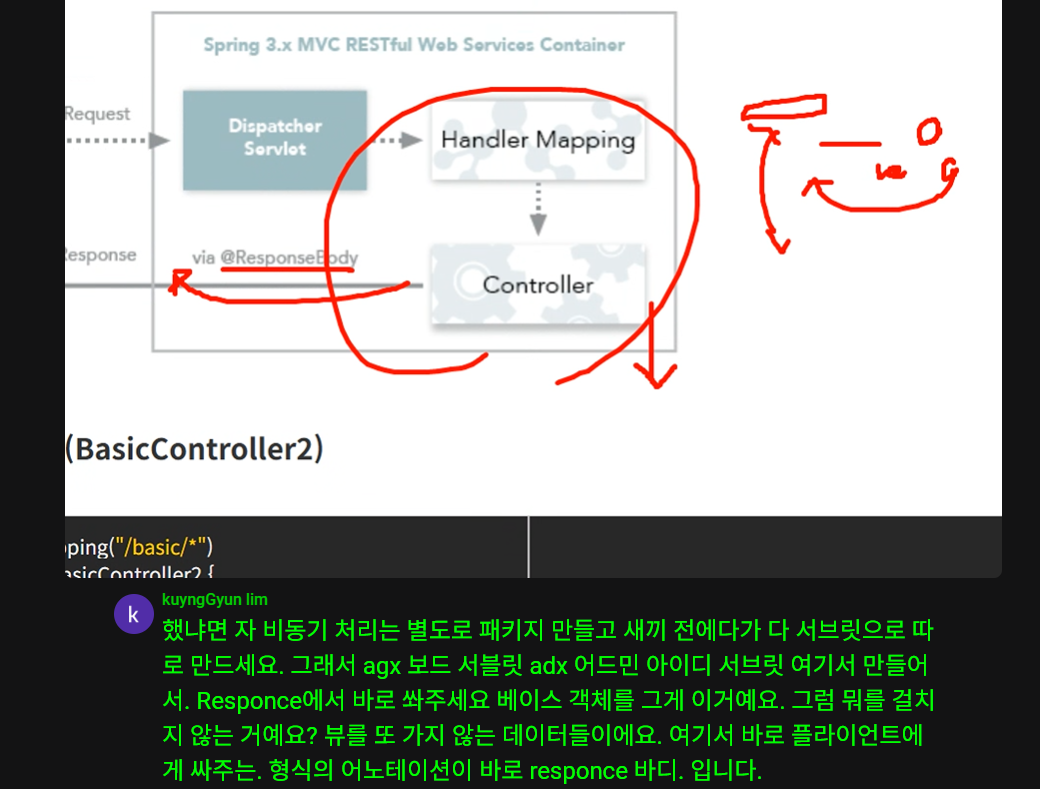 Spring 3.x MVC RESTful Web Services Container
Request
Dispatcher
Servlet
Handler Mapping
Response
via @ResponseBody
Controller
(BasicController2)
ping("/basic/*")
asicController2 {
k
kuyngGyun lim
했냐면 자 비동기 처리는 별도로 패키지 만들고 새끼 전에다가 다 서브릿으로 따
로 만드세요. 그래서 agx 보드 서블릿 adx 어드민 아이디 서브릿 여기서 만들어
서. Responce에서 바로 쏴주세요 베이스 객체를 그게 이거예요. 그럼 뭐를 걸치
지 않는 거예요? 뷰를 또 가지 않는 데이터들이에요. 여기서 바로 플라이언트에
게 싸주는. 형식의 어노테이션이 바로 responce 바디. 입니다.